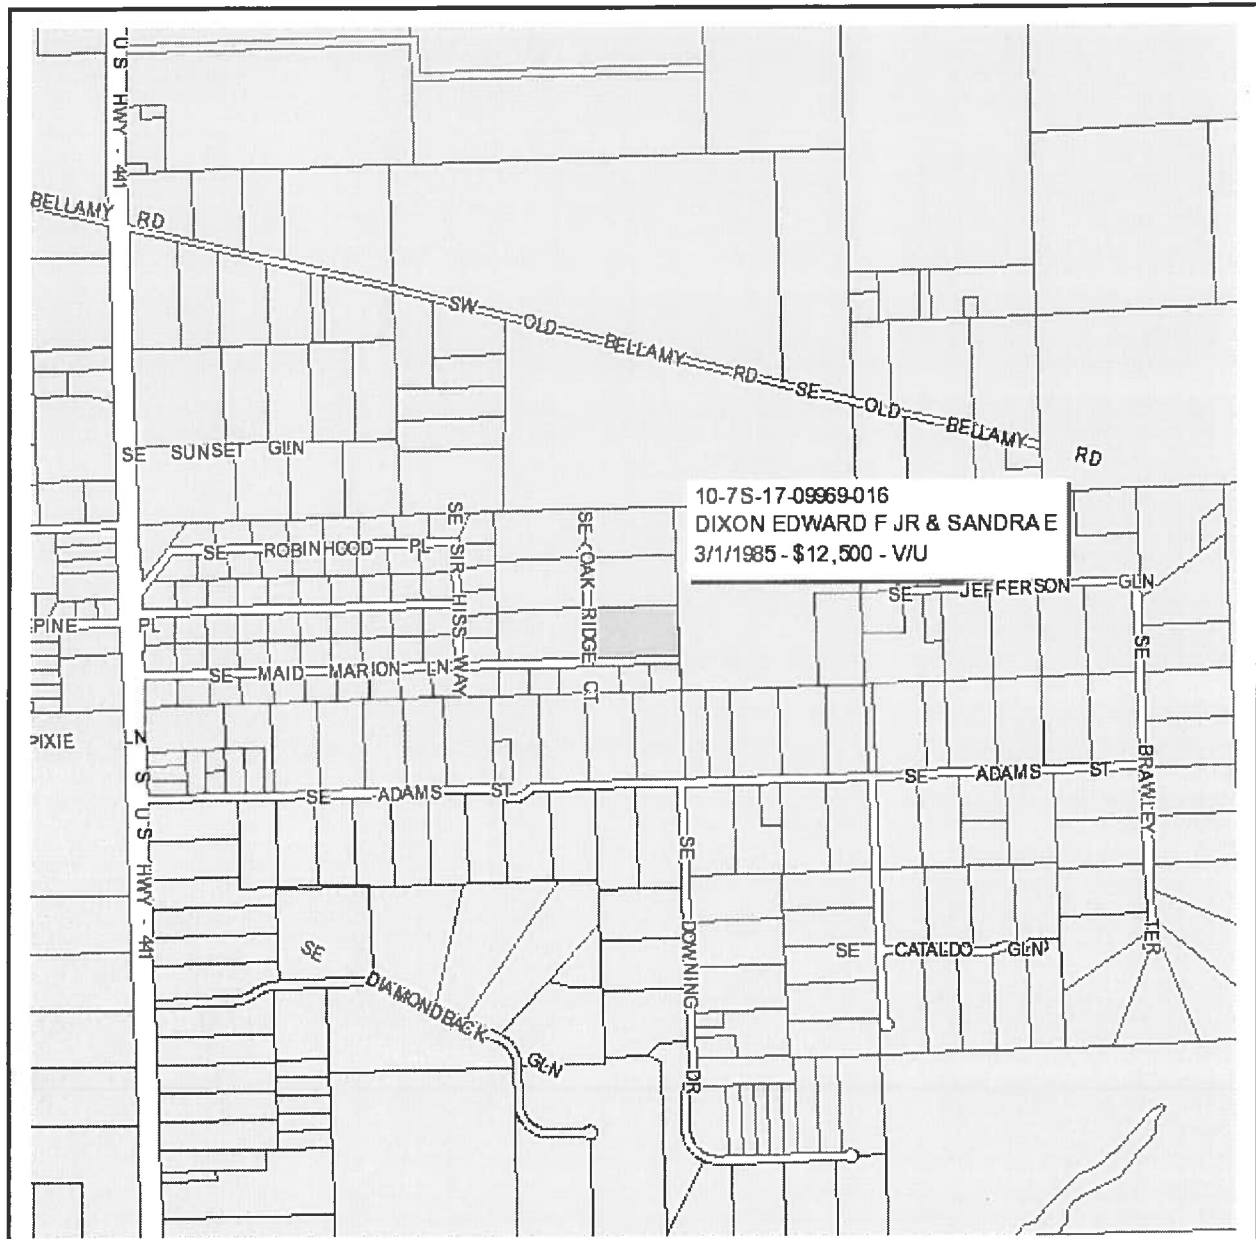 U S HWY - 41
BELLAMY RD
SW OLD BELLAMY RD SE OLD BELLAMY RD
SE SUNSET GLN
10-7S-17-09969-016
DIXON EDWARD F JR & SANDRA E
3/1/1985 - $12,500 - V/U
SE ROBINHOOD PL
SE SIR HISS WAY
SE OAK RIDGE CT
SE JEFFERSON GLN
PINE PL
SE MAID MARION LN
PIXIE LN
SE BRAWLEY TER
SE ADAMS ST
SE ADAMS ST
S U S HWY - 41
SE DOWNING DR
SE CATALDO GLN
SE DIAMONDBACK GLN